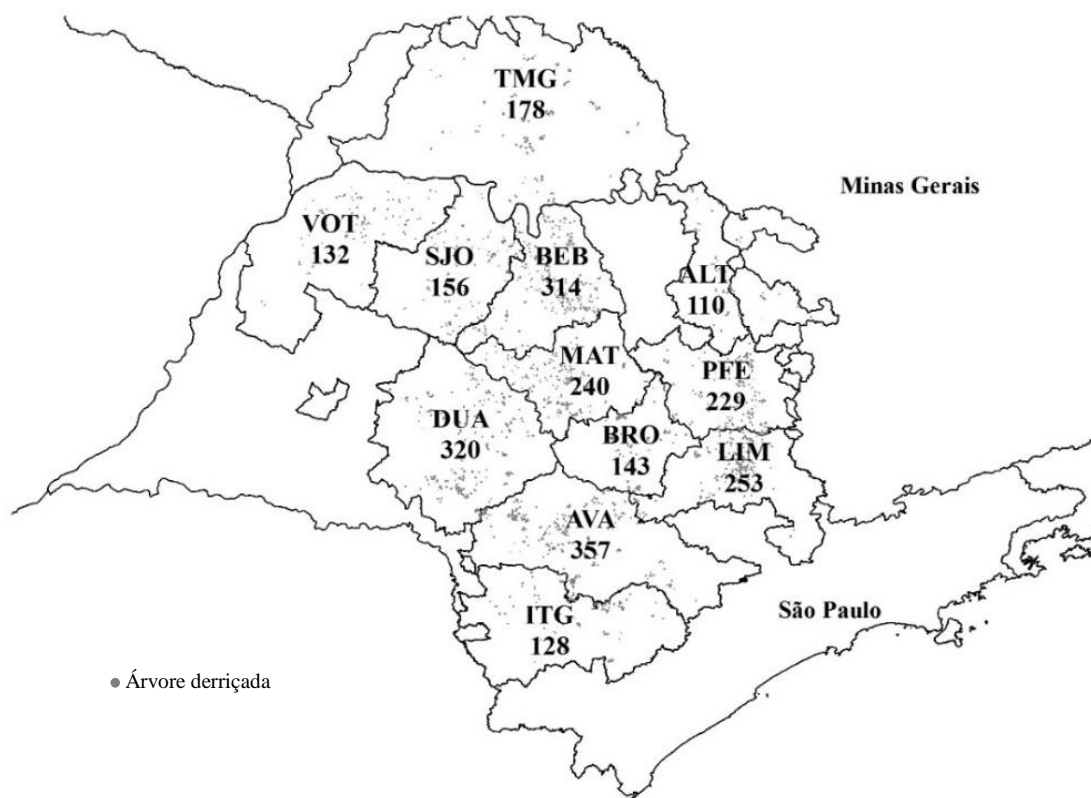 TMG
178
Minas Gerais
VOT
132
SJO
156
BEB
314
ALT
110
MAT
240
PFE
229
DUA
320
BRO
143
LIM
253
AVA
357
ITG
128
São Paulo
Árvore derriçada